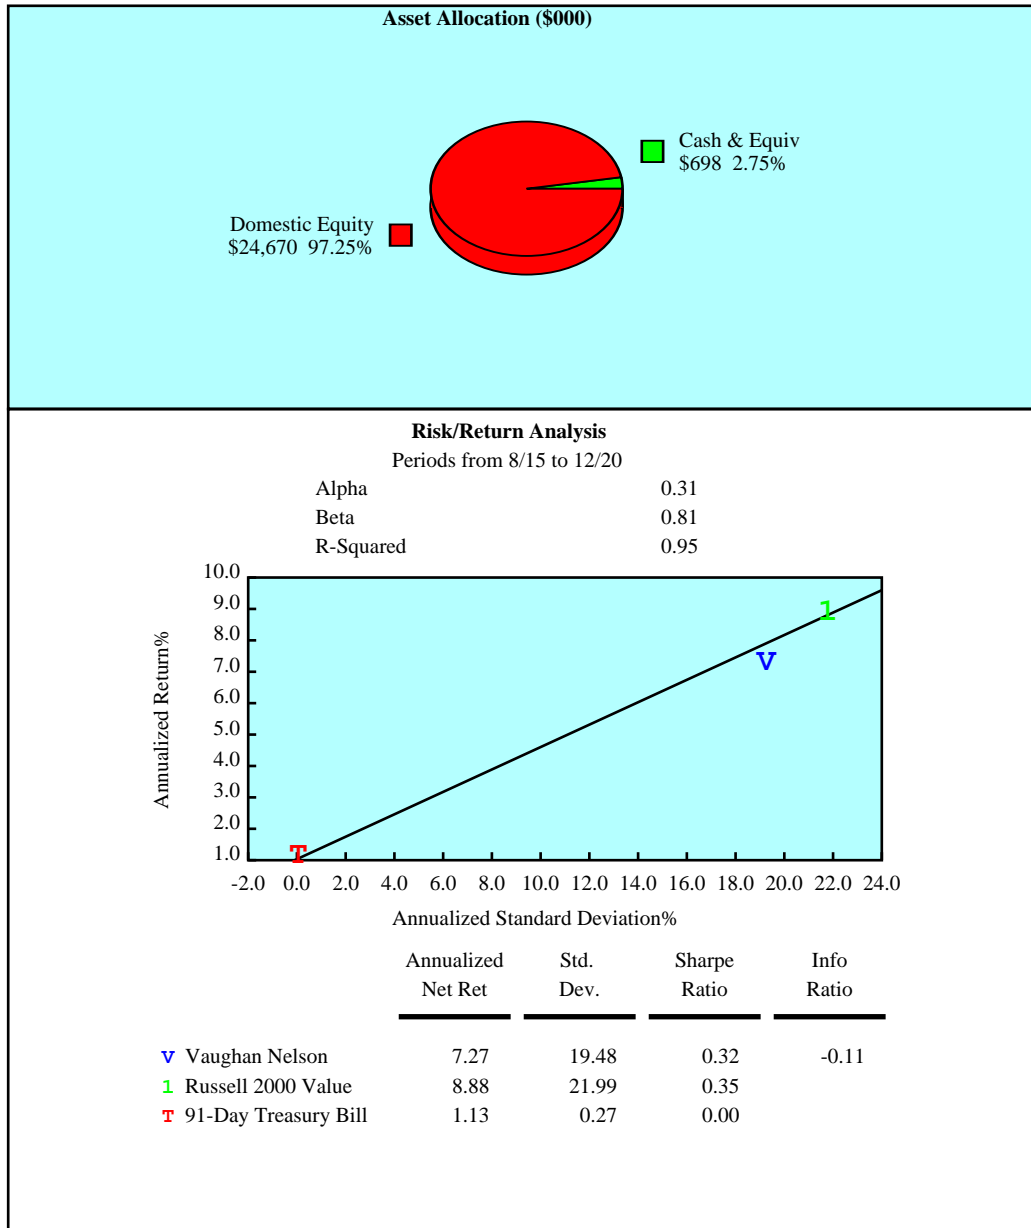 Asset Allocation ($000)
Cash & Equiv
$698 2.75%
Domestic Equity
$24,670 97.25%
Risk/Return Analysis
Periods from 8/15 to 12/20
Alpha 0.31
Beta 0.81
R-Squared 0.95
10.0
9.0
8.0
7.0
6.0
5.0
4.0
3.0
2.0
1.0
Annualized Return%
1
V
T
-2.0 0.0 2.0 4.0 6.0 8.0 10.0 12.0 14.0 16.0 18.0 20.0 22.0 24.0
Annualized Standard Deviation%
Annualized Std. Sharpe Info
Net Ret Dev. Ratio Ratio
V Vaughan Nelson 7.27 19.48 0.32 -0.11
1 Russell 2000 Value 8.88 21.99 0.35
T 91-Day Treasury Bill 1.13 0.27 0.00